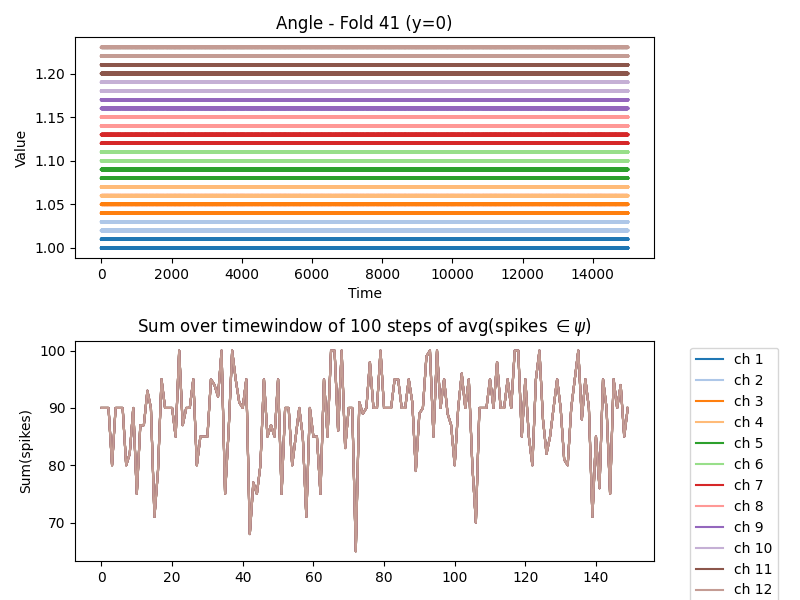 Angle - Fold 41 (y=0)
Value
1.20
1.15
1.10
1.05
1.00
0 2000 4000 6000 8000 10000 12000 14000
Time
Sum over timewindow of 100 steps of avg(spikes ∈ ψ)
Sum(spikes)
100
90
80
70
0 20 40 60 80 100 120 140
ch 1
ch 2
ch 3
ch 4
ch 5
ch 6
ch 7
ch 8
ch 9
ch 10
ch 11
ch 12